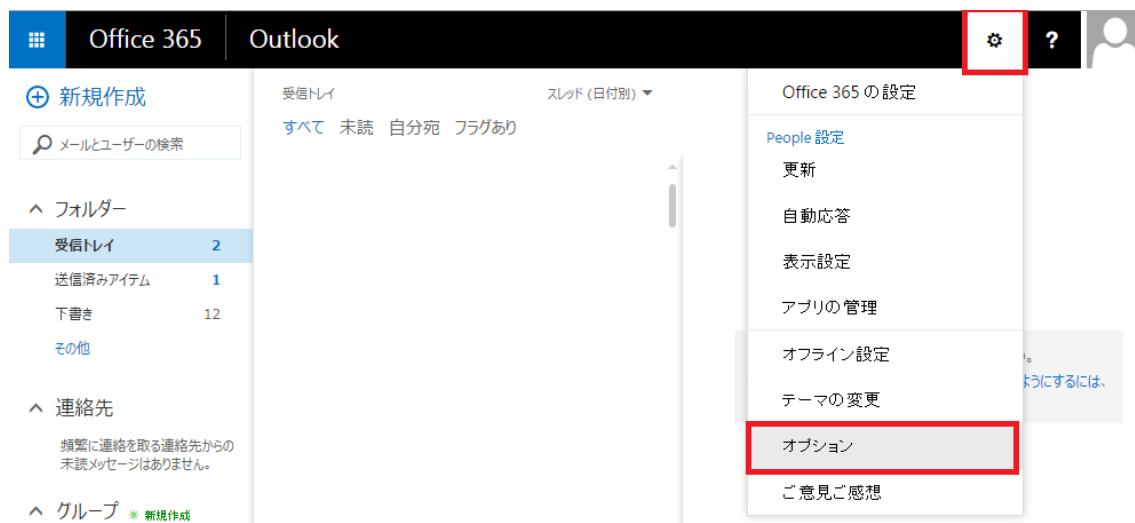 Office 365 Outlook ?
新規作成
メールとユーザーの検索
フォルダー
受信トレイ 2
送信済みアイテム 1
下書き 12
その他
連絡先
頻繁に連絡を取る連絡先からの
未読メッセージはありません。
グループ ＊ 新規作成
受信トレイ スレッド (日付別)
すべて 未読 自分宛 フラグあり
Office 365 の設定
People 設定
更新
自動応答
表示設定
アプリの管理
オフライン設定
テーマの変更
オプション
ご意見ご感想
い。
ようにするには、